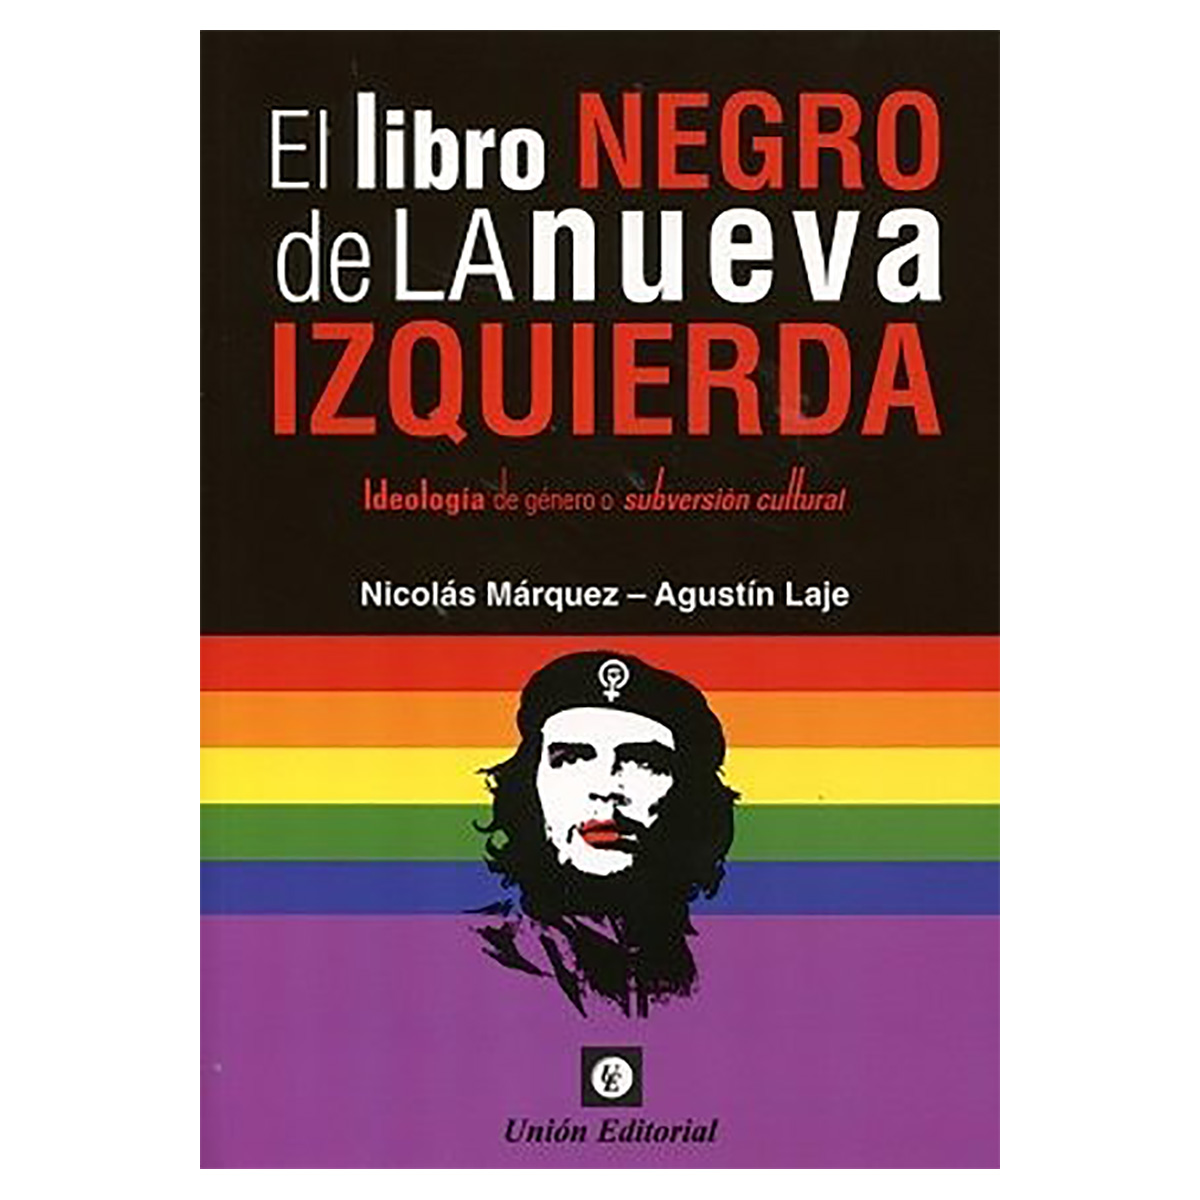 El libro NEGRO
de LA nueva
IZQUIERDA
Ideología de género o subversión cultural
Nicolás Márquez – Agustín Laje
UE
Unión Editorial